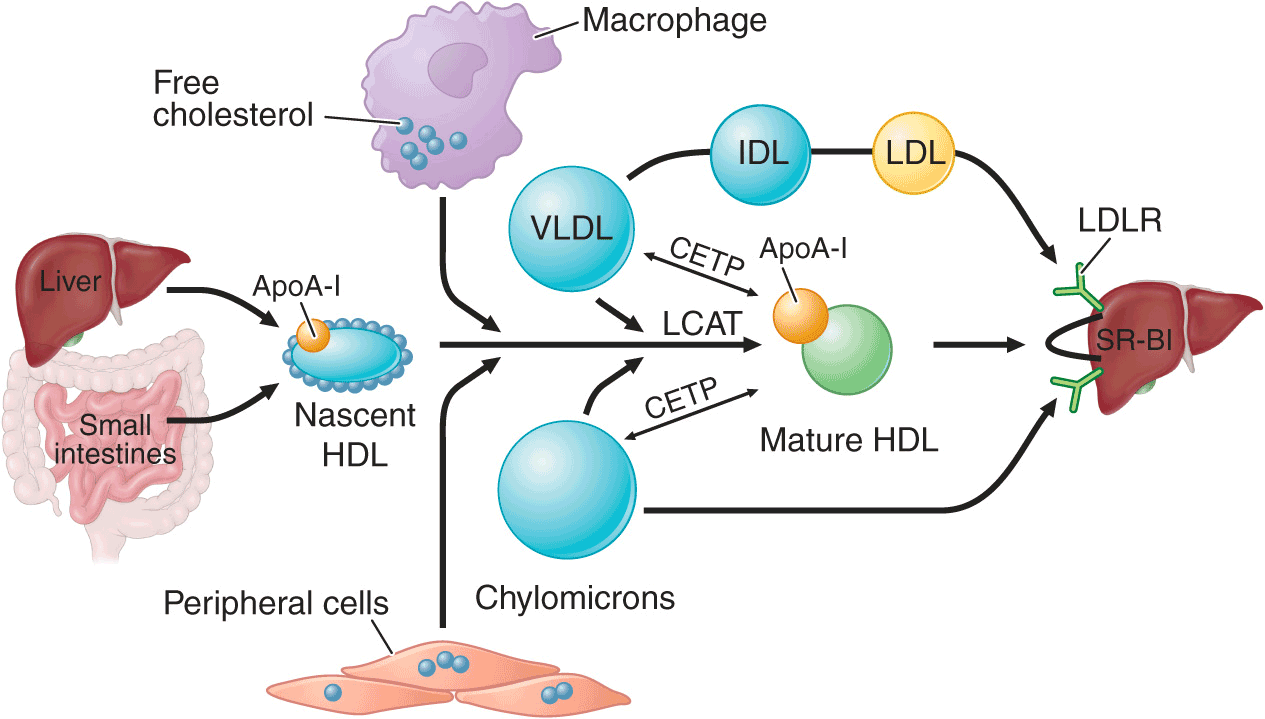 Macrophage
Free
cholesterol
IDL
LDL
VLDL
LDLR
CETP
ApoA-I
Liver
ApoA-I
LCAT
SR-BI
CETP
Small
intestines
Nascent
HDL
Mature HDL
Chylomicrons
Peripheral cells